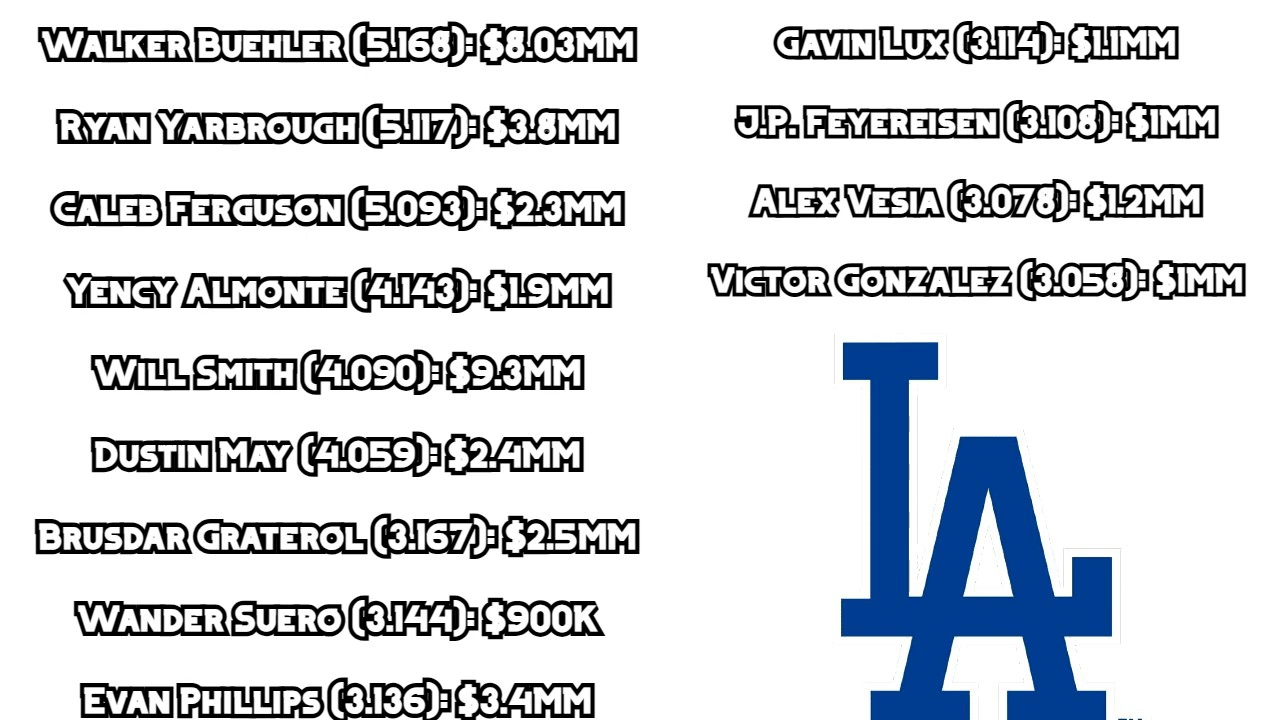 Walker Buehler (5.168): $8.03MM
Ryan Yarbrough (5.117): $3.8MM
Caleb Ferguson (5.093): $2.3MM
Yency Almonte (4.143): $1.9MM
Will Smith (4.090): $9.3MM
Dustin May (4.059): $2.4MM
Brusdar Graterol (3.167): $2.5MM
Wander Suero (3.144): $900K
Evan Phillips (3.136): $3.4MM
Gavin Lux (3.114): $1.1MM
J.P. Feyereisen (3.108): $1MM
Alex Vesia (3.078): $1.2MM
Victor Gonzalez (3.058): $1MM
LA